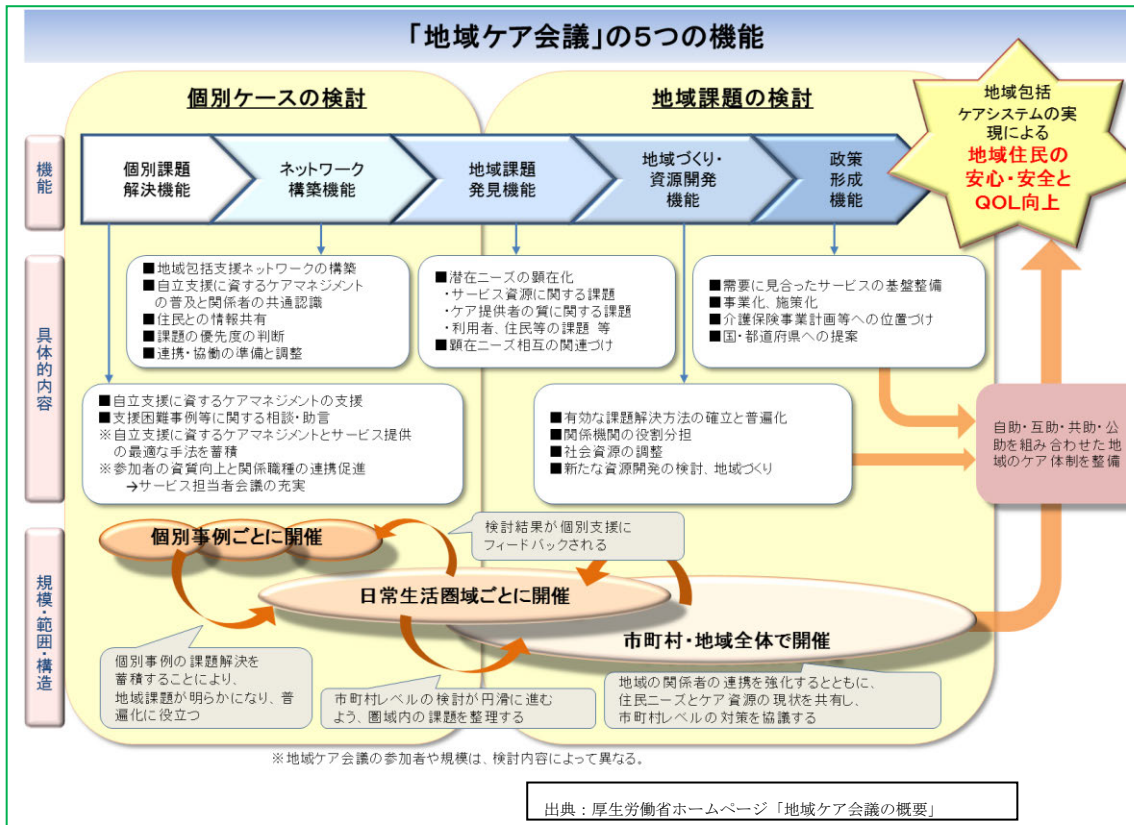 「地域ケア会議」の5つの機能
個別ケースの検討
地域課題の検討
地域包括
ケアシステムの実
現による
地域住民の
安心・安全と
QOL向上
機能
個別課題
解決機能
ネットワーク
構築機能
地域課題
発見機能
地域づくり・
資源開発
機能
政策
形成
機能
具体的内容
■地域包括支援ネットワークの構築
■自立支援に資するケアマネジメント
の普及と関係者の共通認識
■住民との情報共有
■課題の優先度の判断
■連携・協働の準備と調整
■潜在ニーズの顕在化
・サービス資源に関する課題
・ケア提供者の質に関する課題
・利用者、住民等の課題 等
■顕在ニーズ相互の関連づけ
■需要に見合ったサービスの基盤整備
■事業化、施策化
■介護保険事業計画等への位置づけ
■国・都道府県への提案
■自立支援に資するケアマネジメントの支援
■支援困難事例等に関する相談・助言
※自立支援に資するケアマネジメントとサービス提供
の最適な手法を蓄積
※参加者の資質向上と関係職種の連携促進
→サービス担当者会議の充実
■有効な課題解決方法の確立と普遍化
■関係機関の役割分担
■社会資源の調整
■新たな資源開発の検討、地域づくり
自助・互助・共助・公
助を組み合わせた地
域のケア体制を整備
規模・範囲・構造
個別事例ごとに開催
検討結果が個別支援に
フィードバックされる
日常生活圏域ごとに開催
市町村・地域全体で開催
個別事例の課題解決を
蓄積することにより、
地域課題が明らかになり、普
遍化に役立つ
市町村レベルの検討が円滑に進む
よう、圏域内の課題を整理する
地域の関係者の連携を強化するとともに、
住民ニーズとケア資源の現状を共有し、
市町村レベルの対策を協議する
※地域ケア会議の参加者や規模は、検討内容によって異なる。
出典：厚生労働省ホームページ「地域ケア会議の概要」